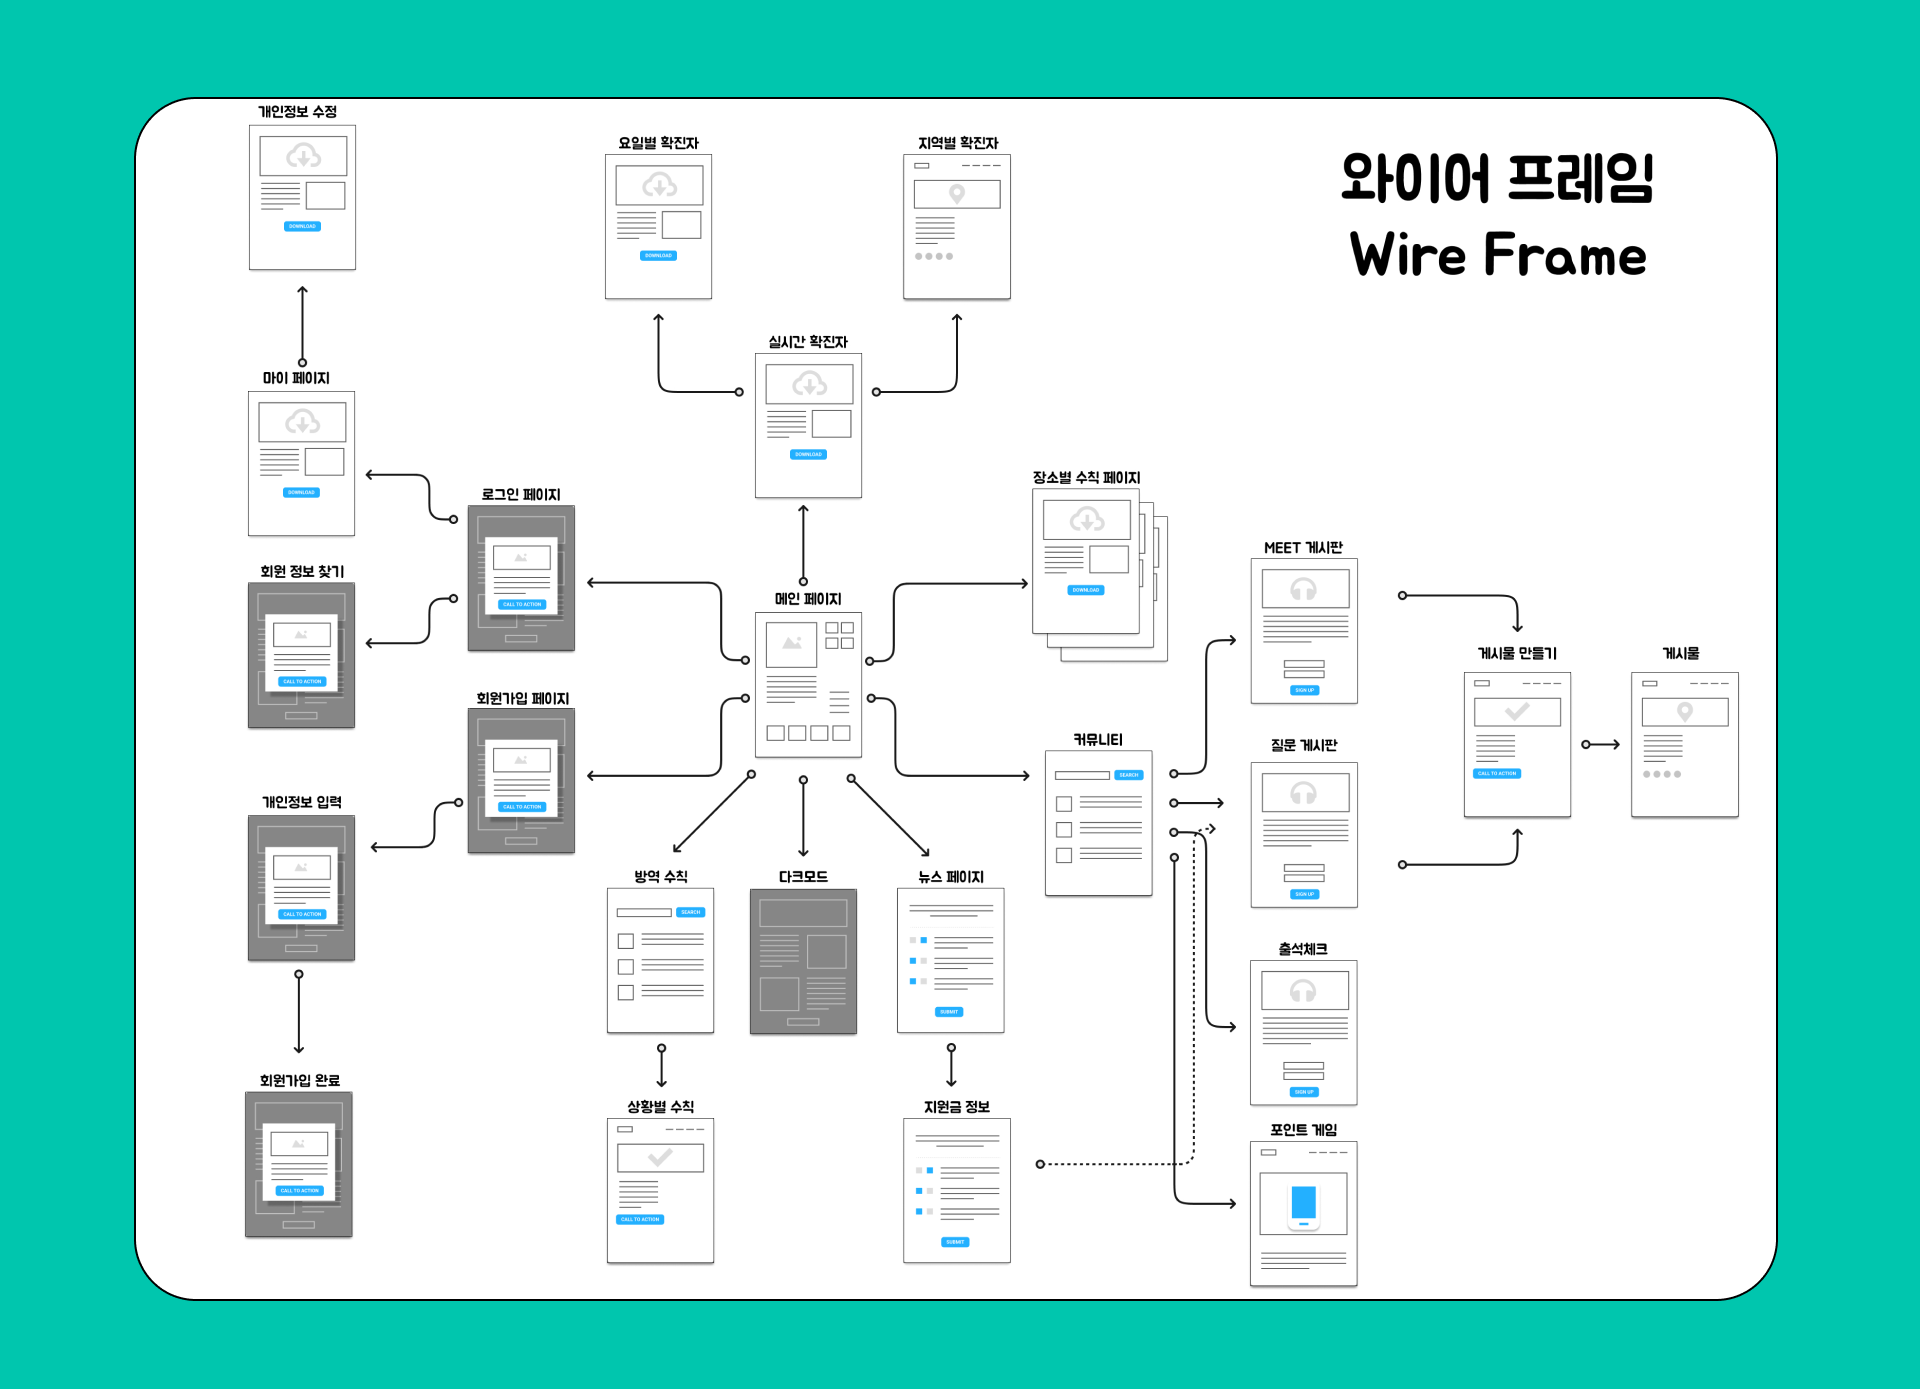 와이어 프레임
Wire Frame
개인정보 수정
DOWNLOAD
요일별 확진자
DOWNLOAD
지역별 확진자
실시간 확진자
DOWNLOAD
마이 페이지
DOWNLOAD
로그인 페이지
CALL TO ACTION
회원 정보 찾기
CALL TO ACTION
메인 페이지
장소별 수칙 페이지
DOWNLOAD
MEET 게시판
SIGN UP
게시물 만들기
CALL TO ACTION
게시물
회원가입 페이지
CALL TO ACTION
커뮤니티
SEARCH
질문 게시판
SIGN UP
개인정보 입력
CALL TO ACTION
방역 수칙
SEARCH
다크모드
뉴스 페이지
SUBMIT
출석체크
SIGN UP
회원가입 완료
CALL TO ACTION
상황별 수칙
CALL TO ACTION
지원금 정보
SUBMIT
포인트 게임